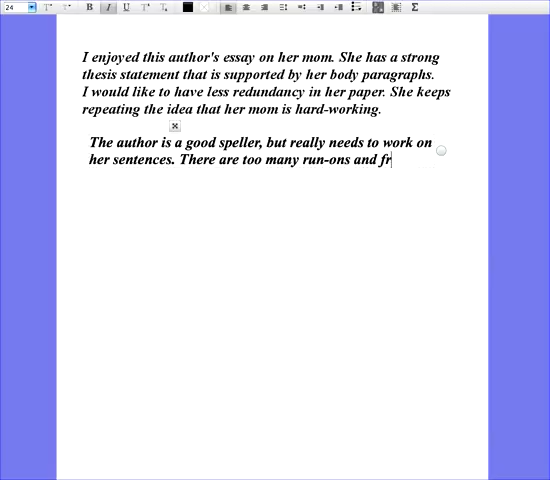 24
I enjoyed this author's essay on her mom. She has a strong
thesis statement that is supported by her body paragraphs.
I would like to have less redundancy in her paper. She keeps
repeating the idea that her mom is hard-working.
The author is a good speller, but really needs to work on
her sentences. There are too many run-ons and fr